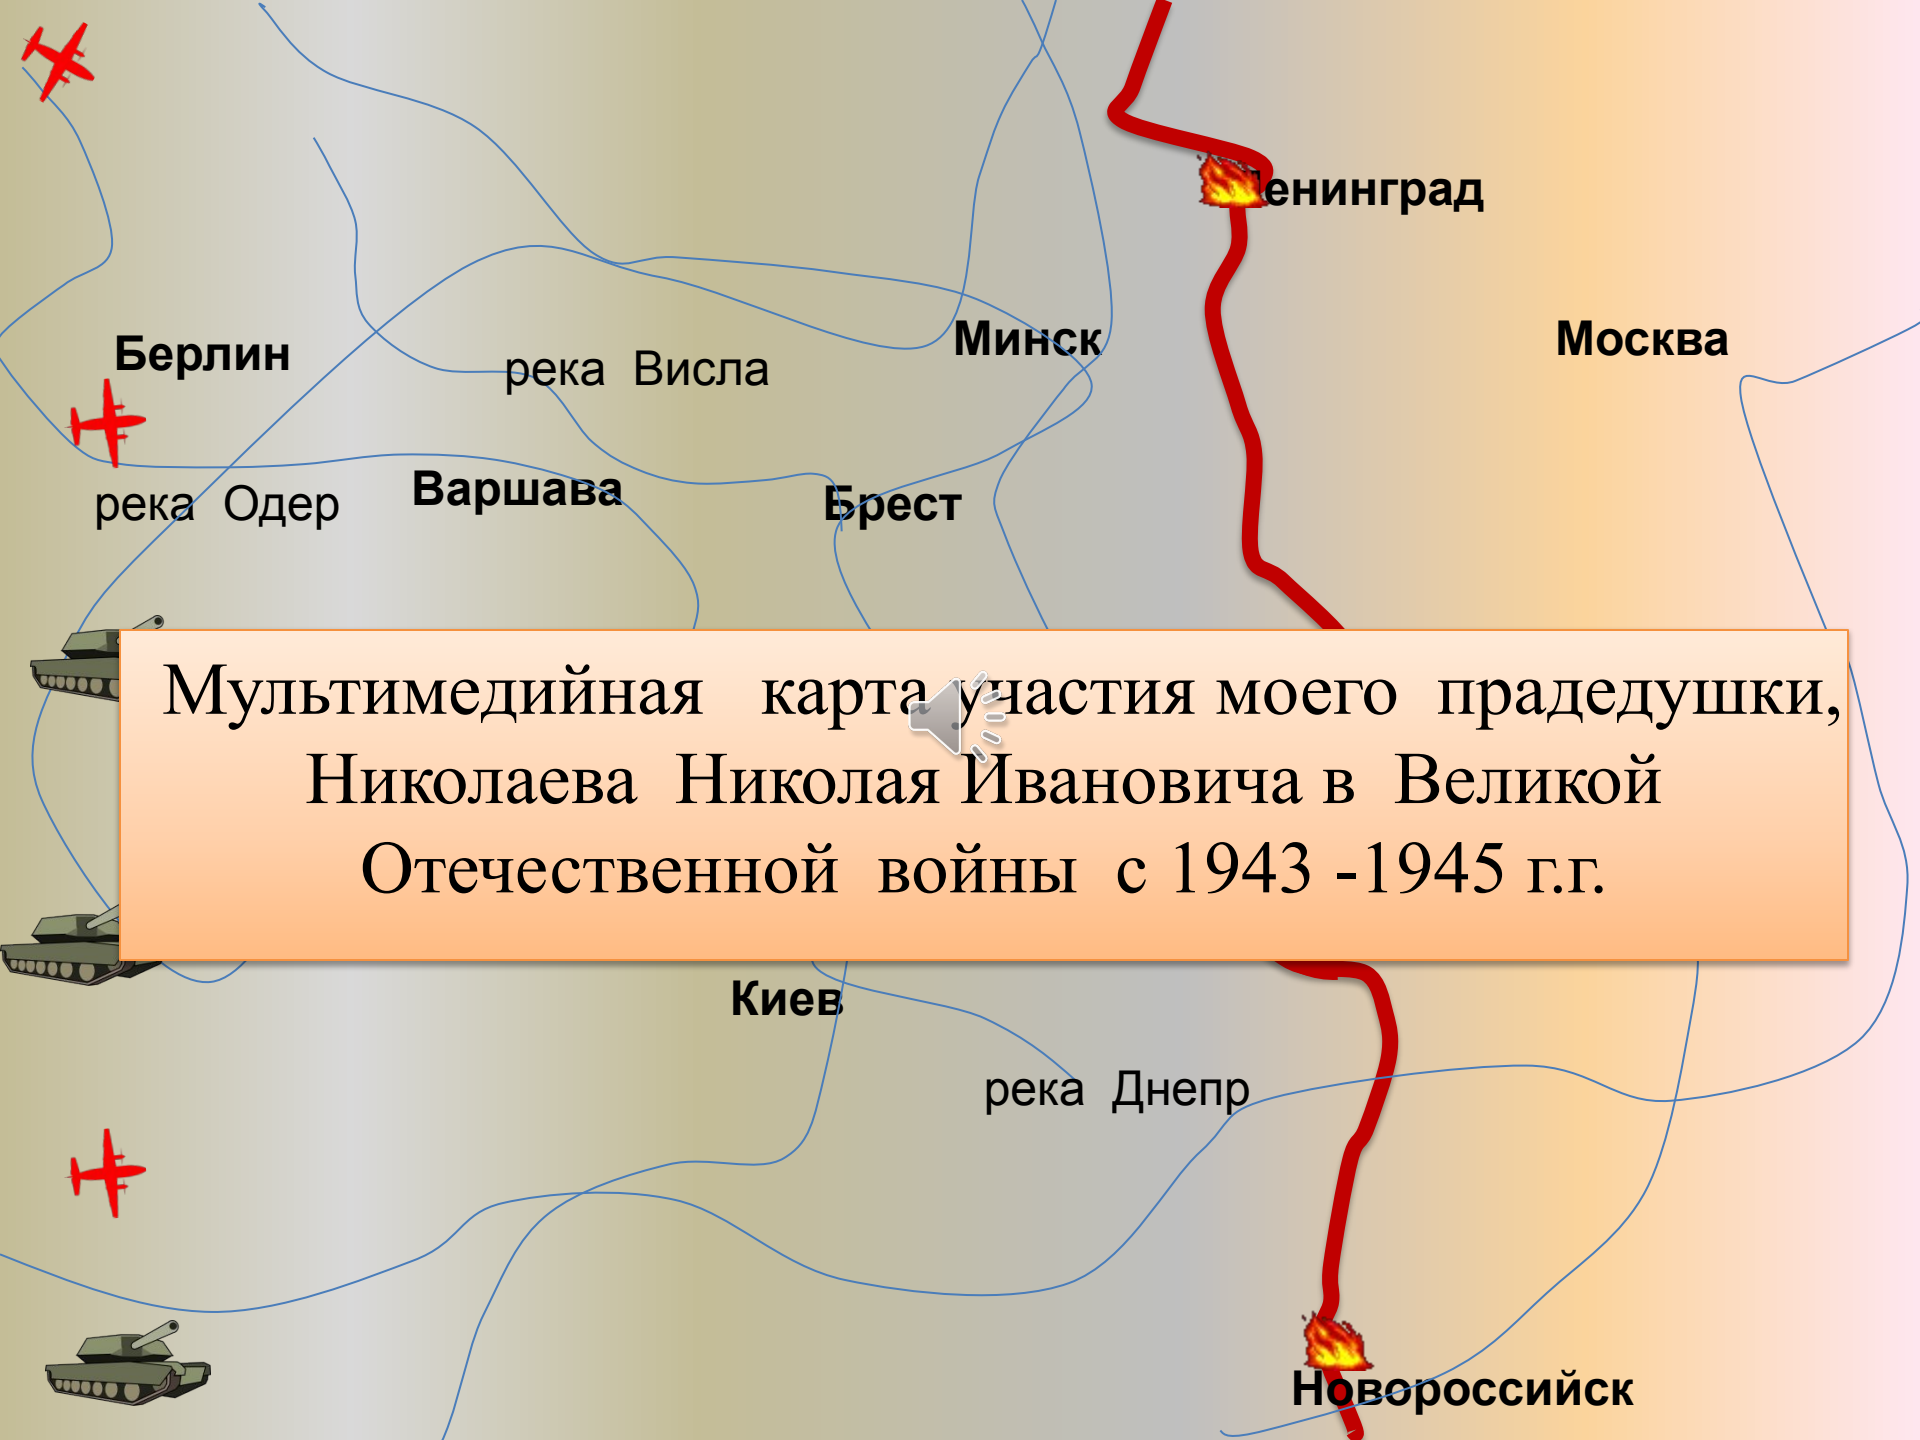 енинград
Минск
Москва
Берлин
река Висла
Варшава
Брест
река Одер
Мультимедийная карта участия моего прадедушки,
Николаева Николая Ивановича в Великой
Отечественной войны с 1943 -1945 г.г.
Киев
река Днепр
Новороссийск